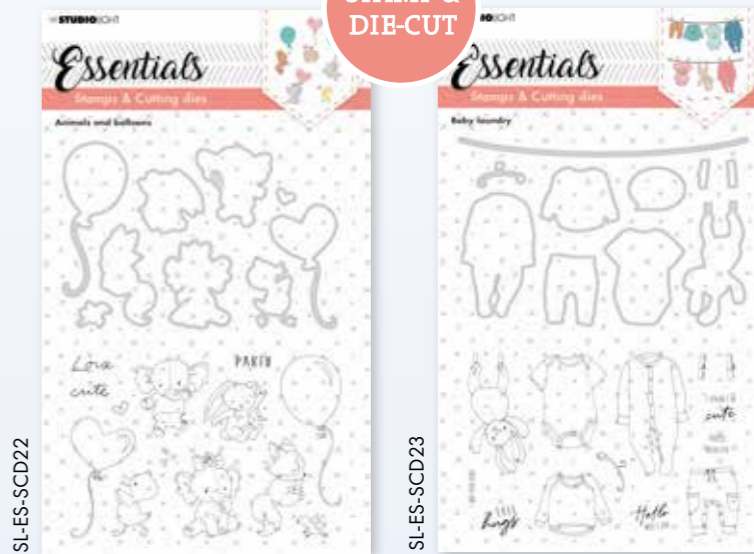 STAMP &
DIE-CUT
STUDIOLIGHT
Essentials
Stamps & Cutting dies
Animals and balloons
Love
cute
PARTY
SL-ES-SCD22
Essentials
Stamps & Cutting dies
Baby laundry
cute
hugs
Hello
SL-ES-SCD23